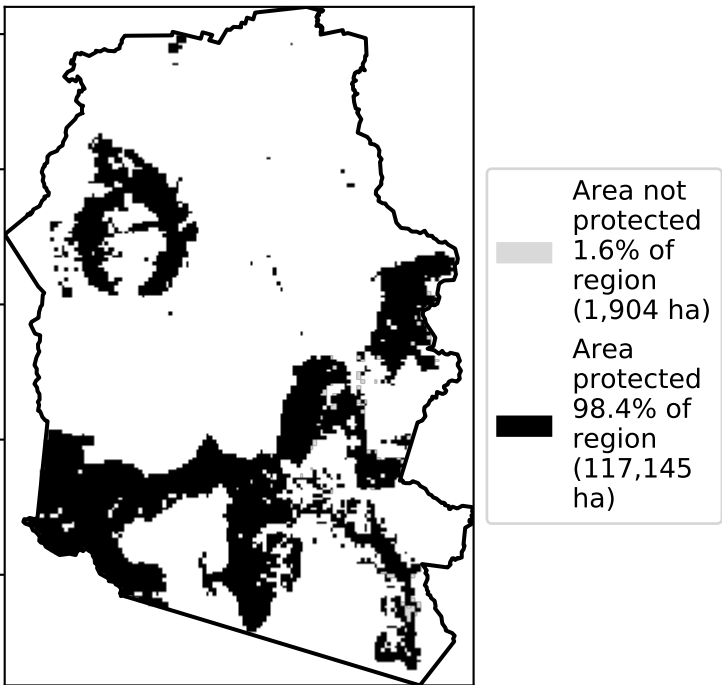 Area not
protected
1.6% of
region
(1,904 ha)
Area
protected
98.4% of
region
(117,145
ha)